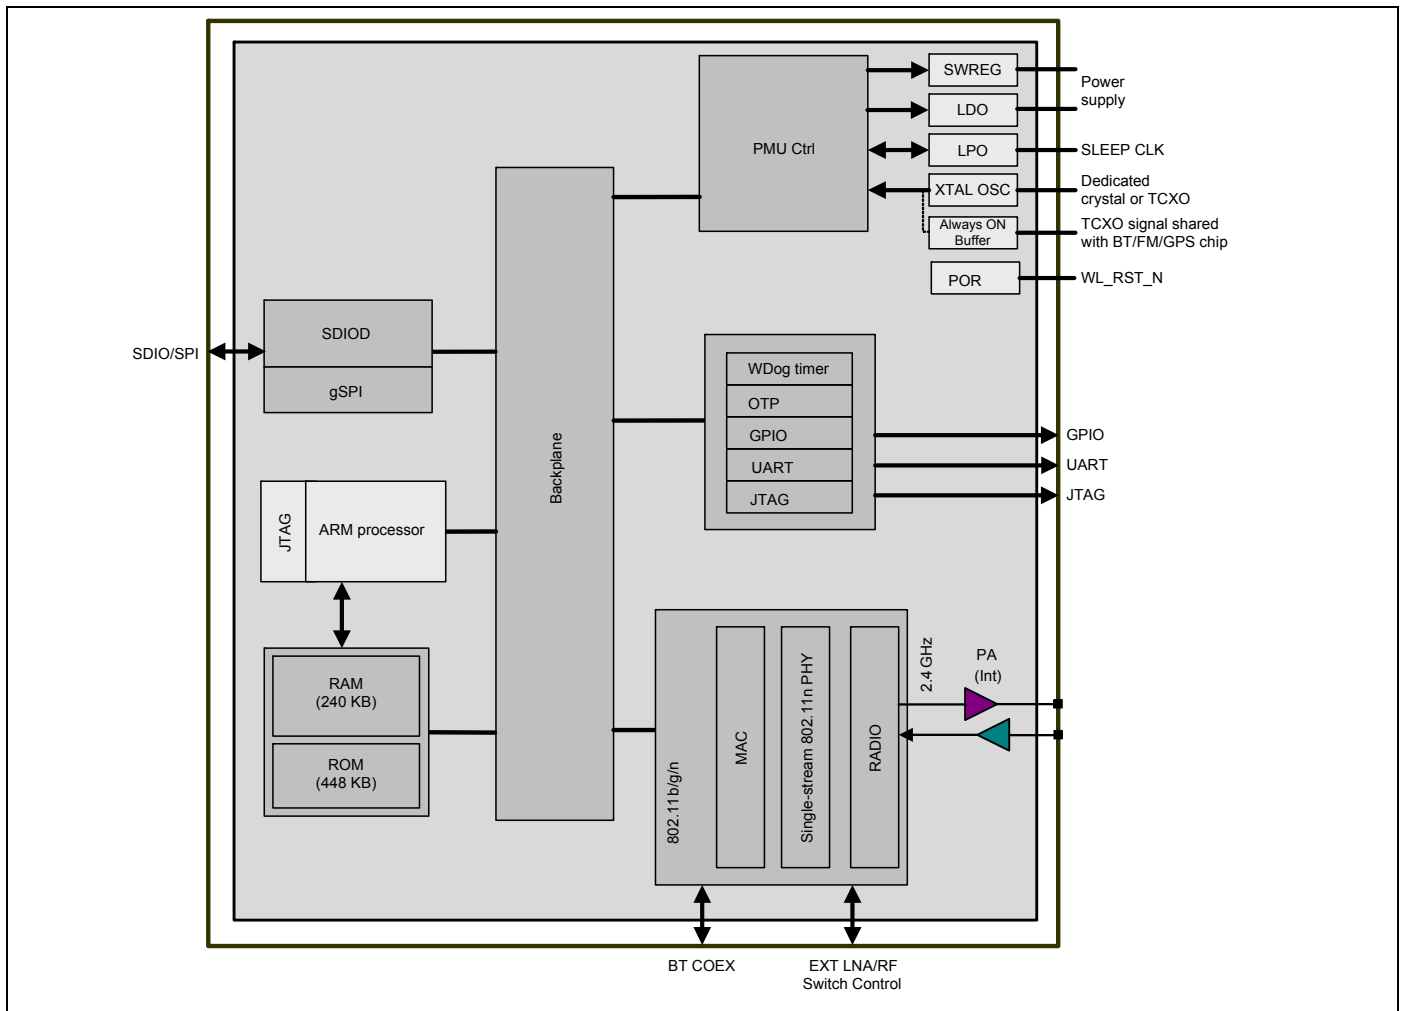 SWREG
Power
supply
LDO
PMU Ctrl
LPO
SLEEP CLK
XTAL OSC
Dedicated
crystal or TCXO
Always ON
Buffer
TCXO signal shared
with BT/FM/GPS chip
POR
WL_RST_N
SDIO/SPI
SDIOD
gSPI
Backplane
WDog timer
OTP
GPIO
UART
JTAG
GPIO
UART
JTAG
JTAG
ARM processor
RAM
(240 KB)
ROM
(448 KB)
802.11b/g/n
MAC
Single-stream 802.11n PHY
RADIO
2.4 GHz
PA
(Int)
BT COEX
EXT LNA/RF
Switch Control